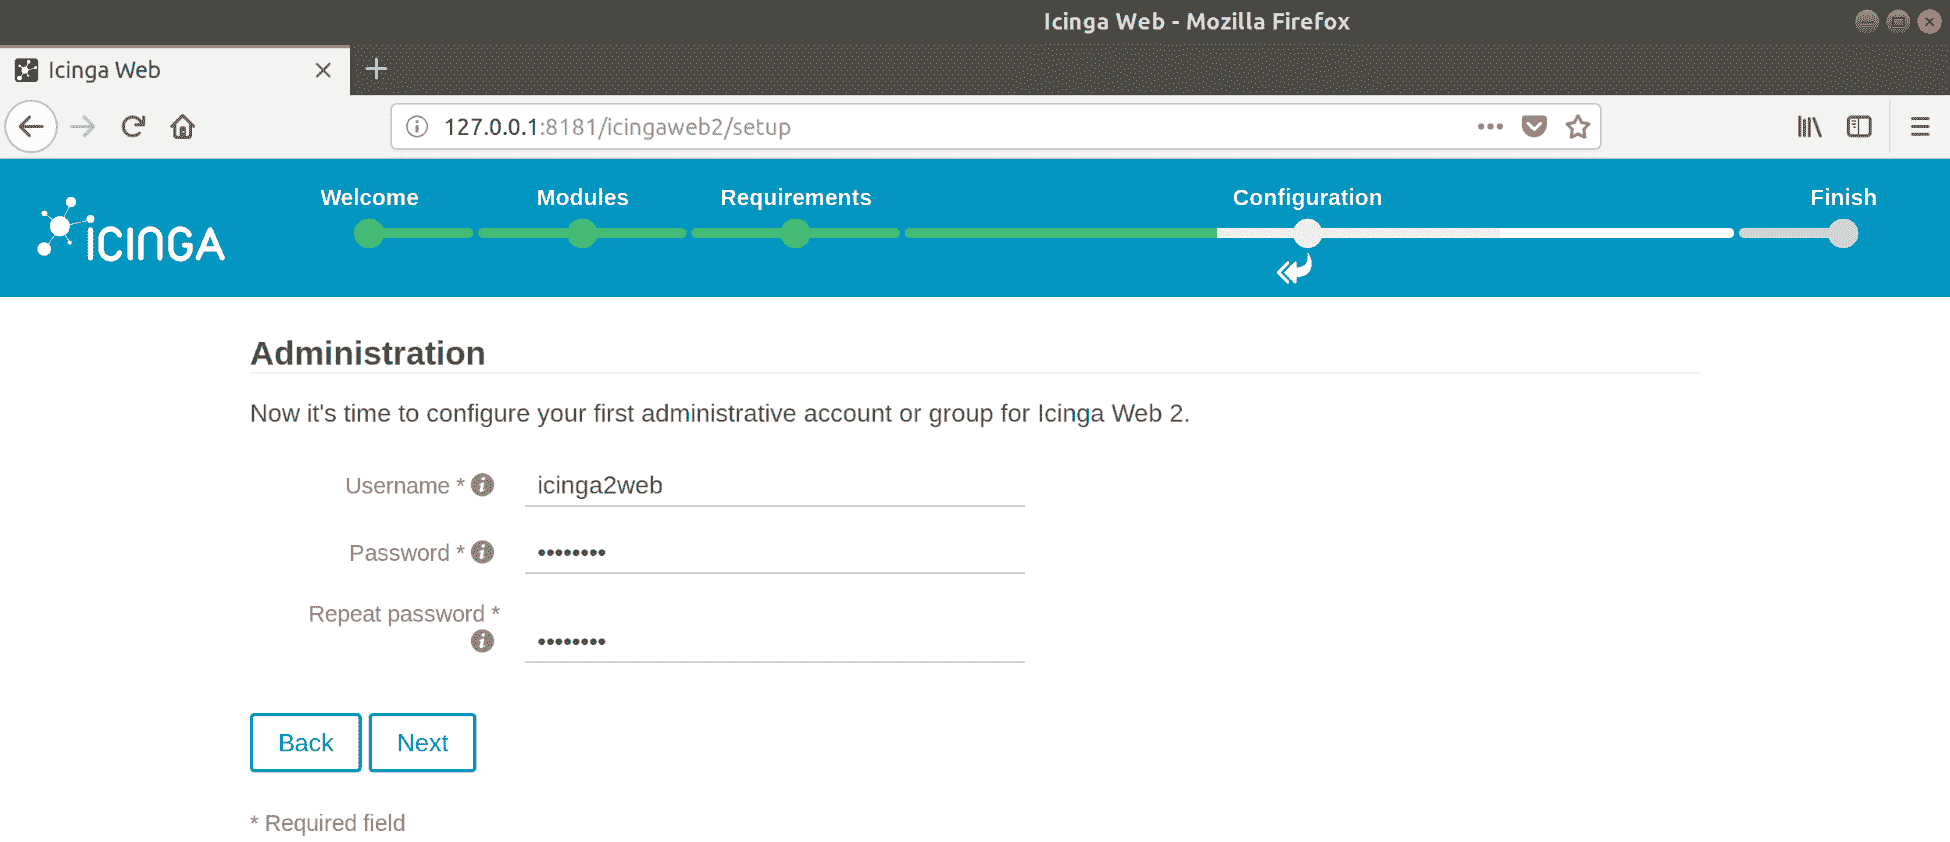 Icinga Web - Mozilla Firefox
Icinga Web
127.0.0.1:8181/icingaweb2/setup
Welcome Modules Requirements Configuration Finish
ICINGA
Administration
Now it's time to configure your first administrative account or group for Icinga Web 2.
Username * icinga2web
Password * ••••••••
Repeat password *
••••••••
Back Next
* Required field